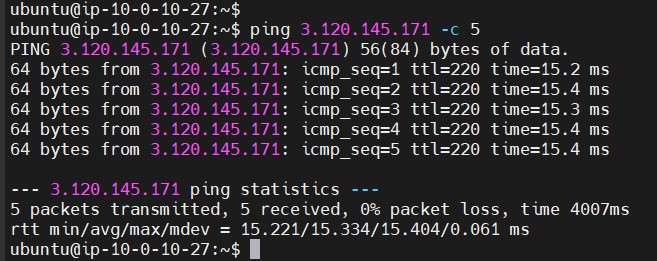 ubuntu@ip-10-0-10-27:~$
ubuntu@ip-10-0-10-27:~$ ping 3.120.145.171 -c 5
PING 3.120.145.171 (3.120.145.171) 56(84) bytes of data.
64 bytes from 3.120.145.171: icmp_seq=1 ttl=220 time=15.2 ms
64 bytes from 3.120.145.171: icmp_seq=2 ttl=220 time=15.4 ms
64 bytes from 3.120.145.171: icmp_seq=3 ttl=220 time=15.3 ms
64 bytes from 3.120.145.171: icmp_seq=4 ttl=220 time=15.4 ms
64 bytes from 3.120.145.171: icmp_seq=5 ttl=220 time=15.4 ms
--- 3.120.145.171 ping statistics ---
5 packets transmitted, 5 received, 0% packet loss, time 4007ms
rtt min/avg/max/mdev = 15.221/15.334/15.404/0.061 ms
ubuntu@ip-10-0-10-27:~$